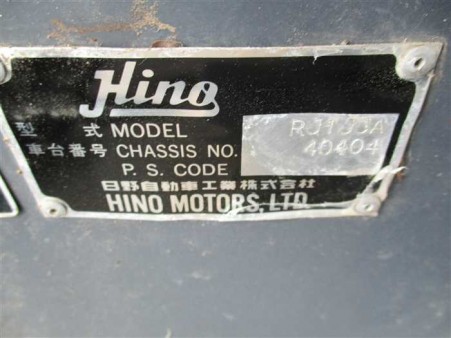 Hino
型 式 MODEL RJ1JJA
車台番号 CHASSIS NO. 40404
P. S. CODE
日野自動車工業株式会社
HINO MOTORS, LTD.